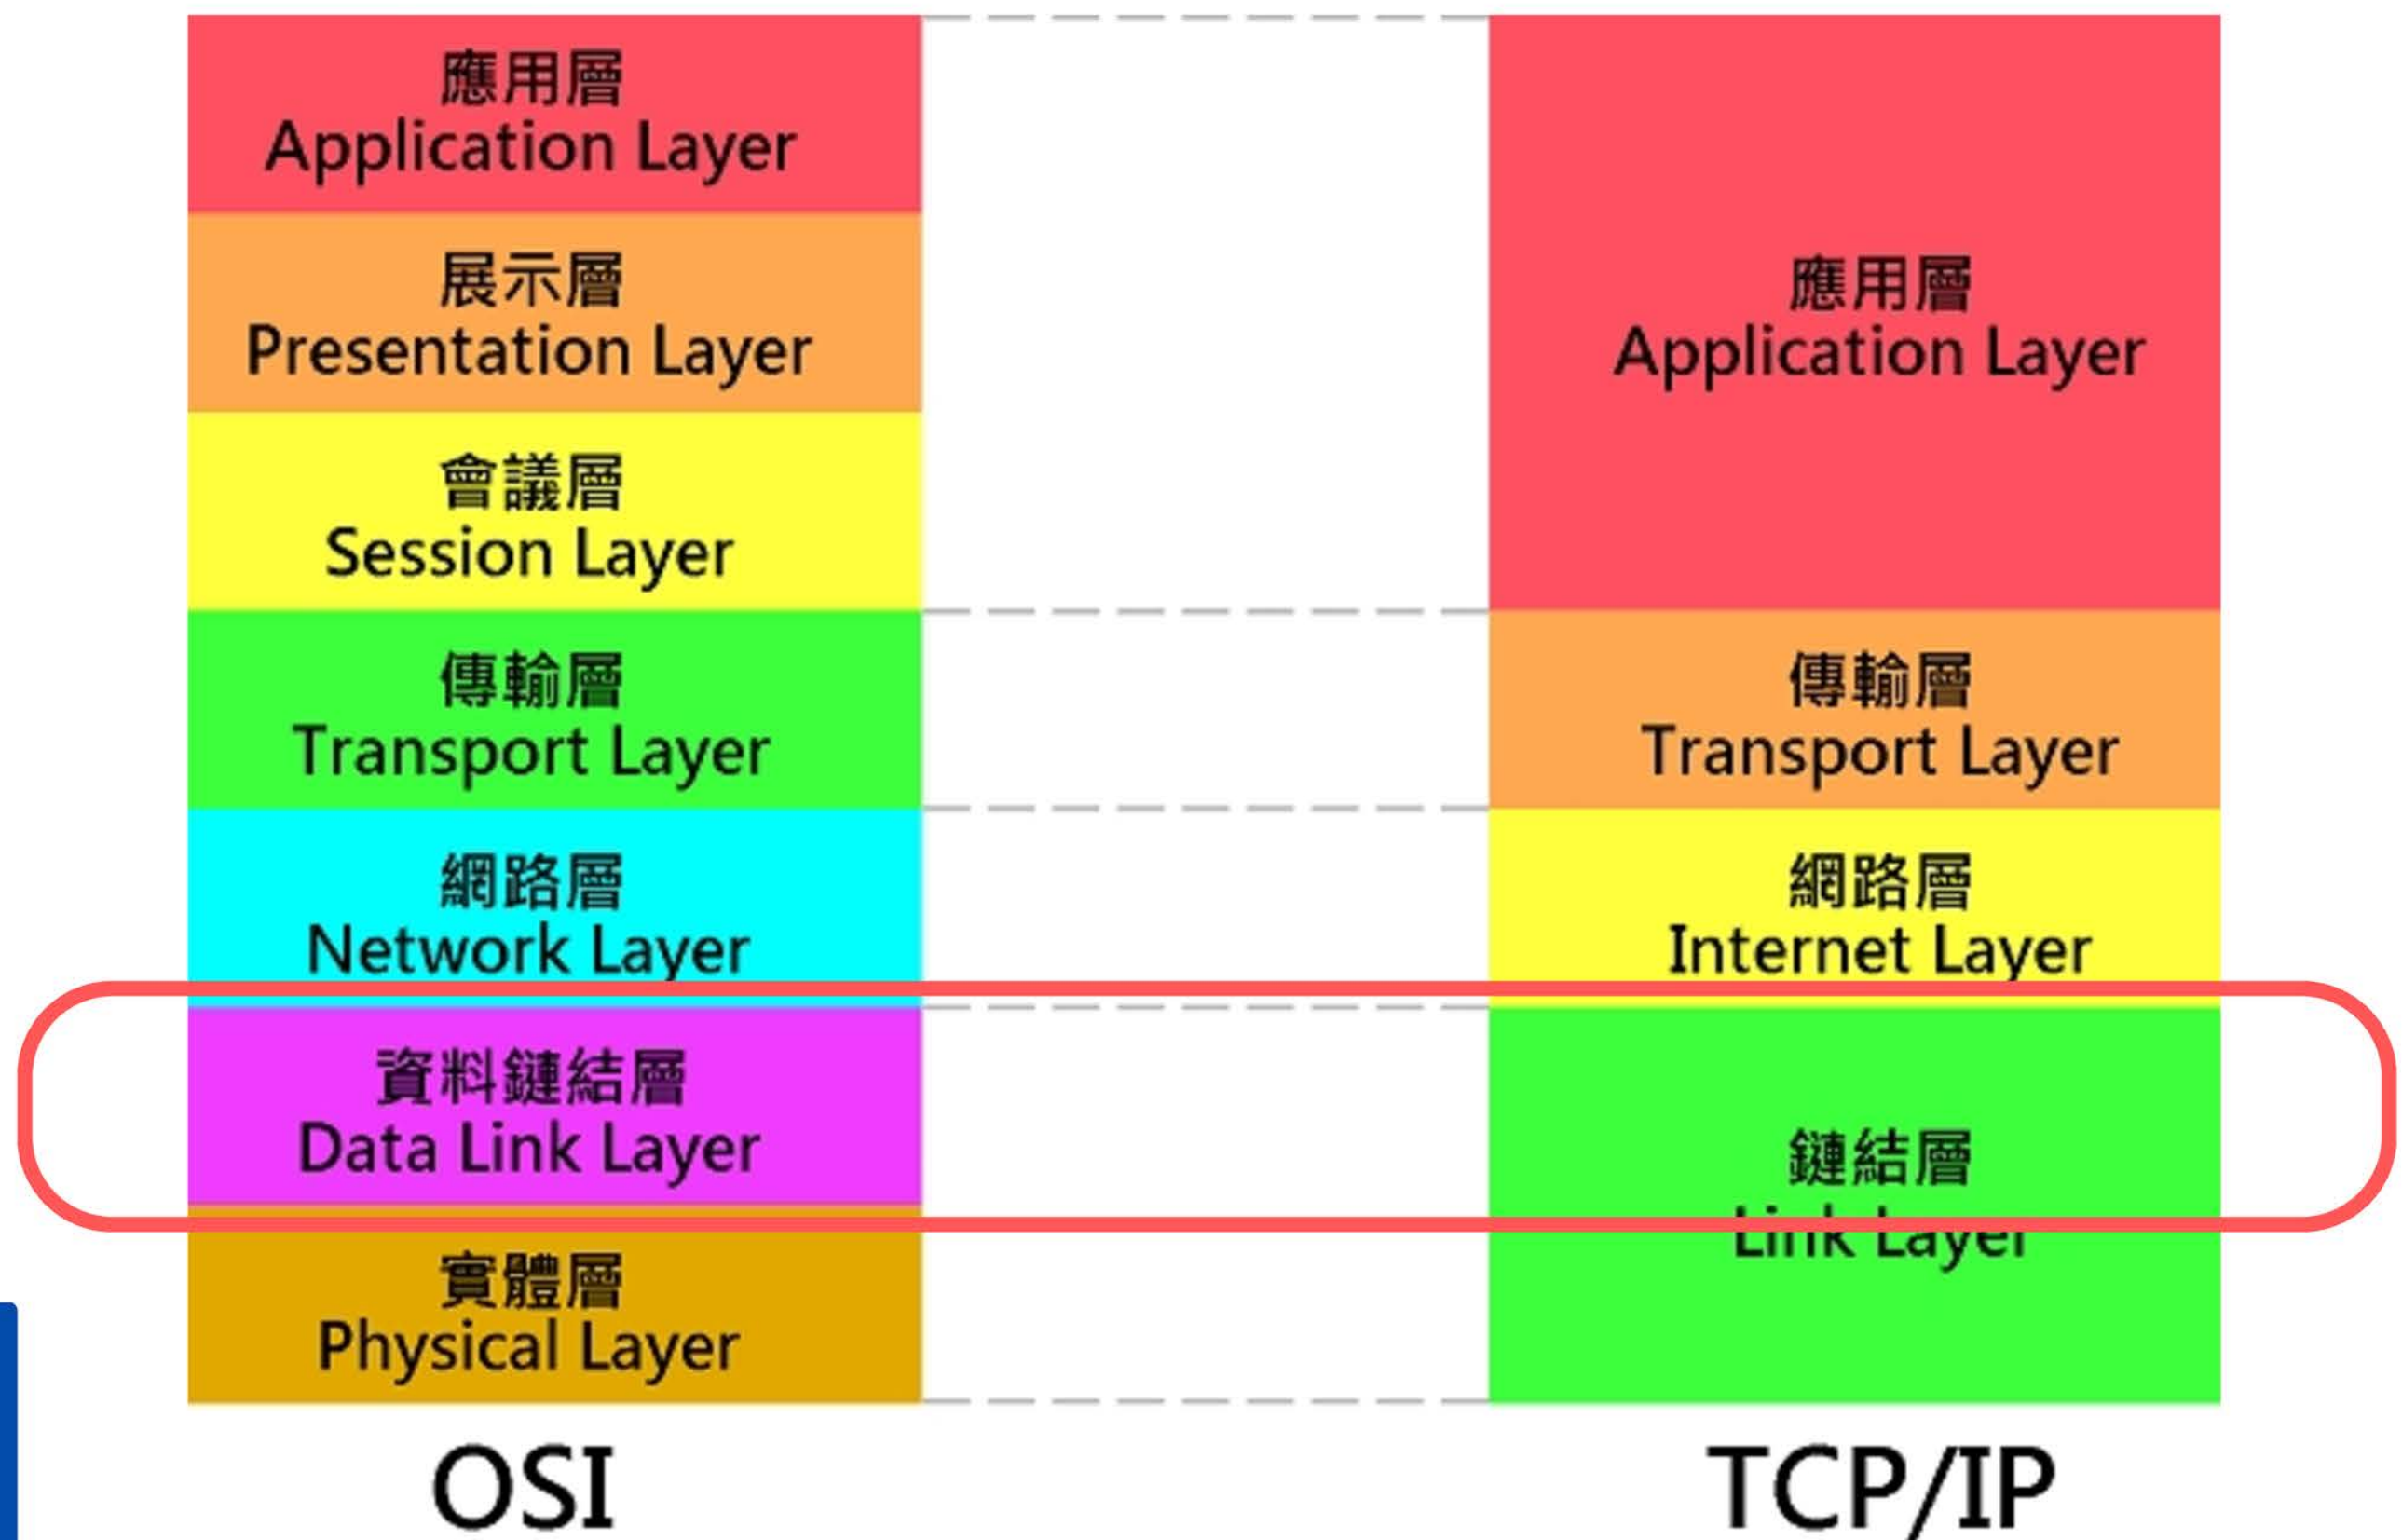 應用層
Application Layer
展示層
Presentation Layer
會議層
Session Layer
傳輸層
Transport Layer
網路層
Network Layer
資料鏈結層
Data Link Layer
實體層
Physical Layer
OSI
應用層
Application Layer
傳輸層
Transport Layer
網路層
Internet Layer
鏈結層
Link Layer
TCP/IP